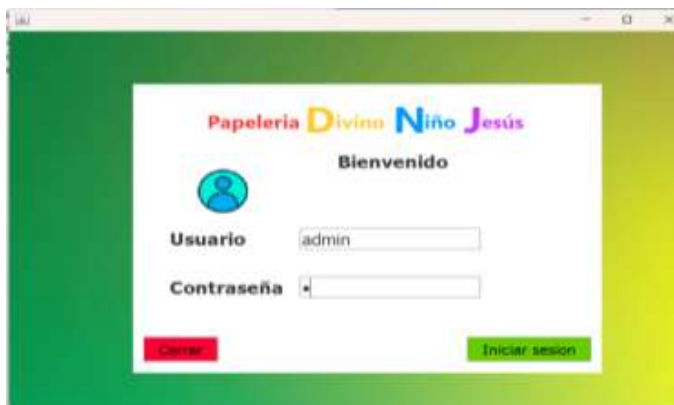 Papeleria Divino Niño Jesús
Bienvenido
Usuario admin
Contraseña •
Cerrar Iniciar sesion